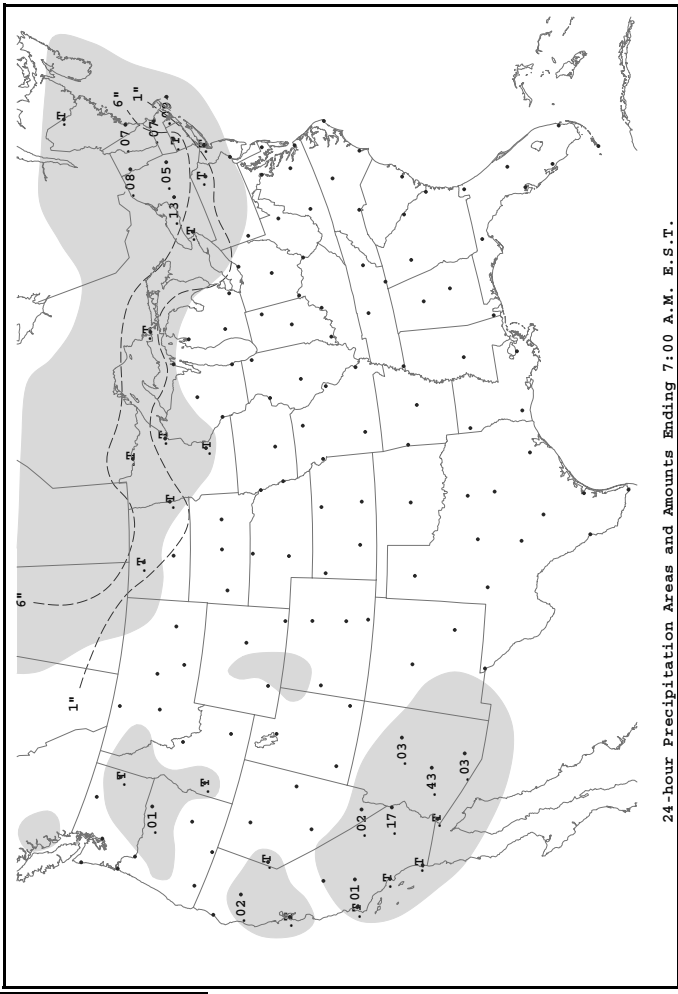 6"
T
1"
6"
T
07
T
08
1"
T
T
.01
07
T
.05
09
T
.13
T
T
T
T
T
.02
T
T 01
.02
T
.17
.03
T
.43
T
.03
24-hour Precipitation Areas and Amounts Ending 7:00 A.M. E.S.T.